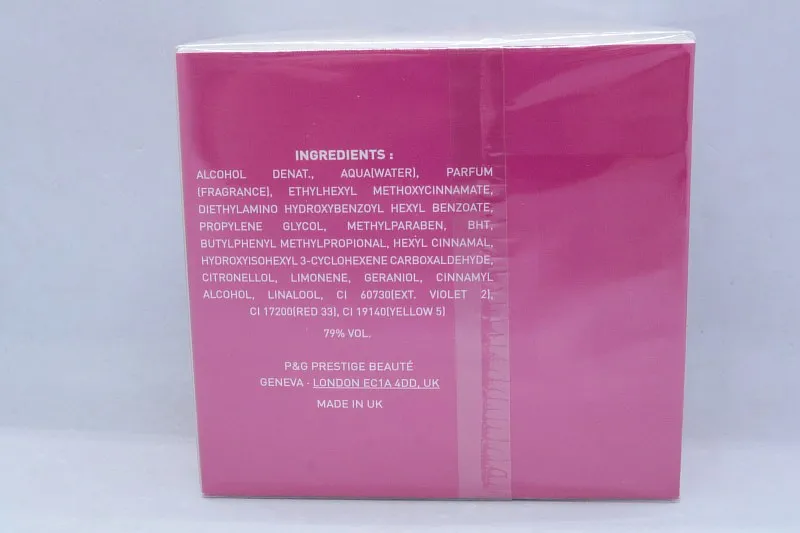 INGREDIENTS :
ALCOHOL DENAT., AQUA(WATER), PARFUM
(FRAGRANCE), ETHYLHEXYL METHOXYCINNAMATE,
DIETHYLAMINO HYDROXYBENZOYL HEXYL BENZOATE,
PROPYLENE GLYCOL, METHYLPARABEN, BHT,
BUTYLPHENYL METHYLPROPIONAL, HEXYL CINNAMAL,
HYDROXYISOHEXYL 3-CYCLOHEXENE CARBOXALDEHYDE,
CITRONELLOL, LIMONENE, GERANIOL, CINNAMYL
ALCOHOL, LINALOOL, CI 60730(EXT. VIOLET 2),
CI 17200(RED 33), CI 19140(YELLOW 5)
79% VOL.
P&G PRESTIGE BEAUTÉ
GENEVA - LONDON EC1A 4DD, UK
MADE IN UK